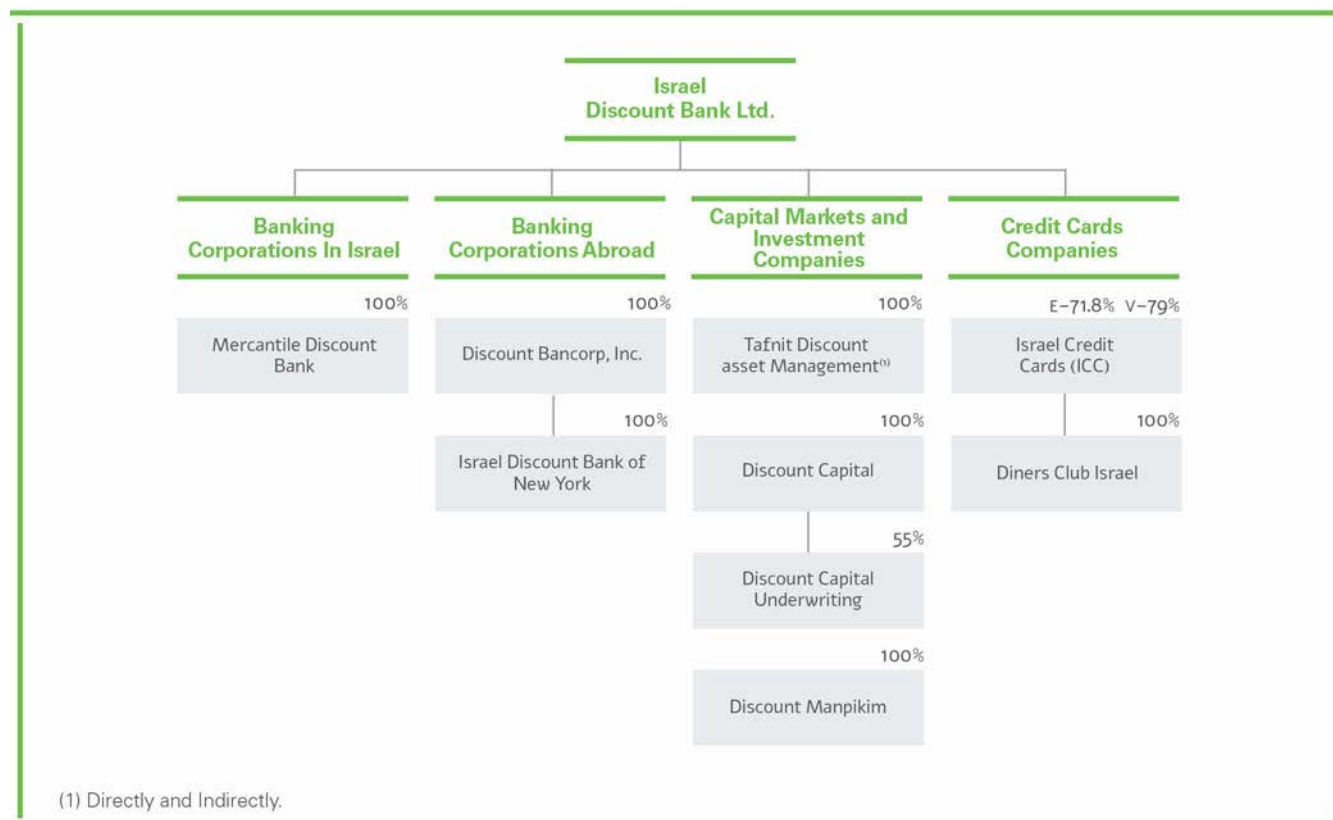 Israel
Discount Bank Ltd.
Banking
Corporations In Israel
100%
Mercantile Discount
Bank
Banking
Corporations Abroad
100%
Discount Bancorp, Inc.
100%
Israel Discount Bank of
New York
Capital Markets and
Investment
Companies
100%
Tafnit Discount
asset Management(1)
100%
Discount Capital
55%
Discount Capital
Underwriting
100%
Discount Manpikim
Credit Cards
Companies
E–71.8% V–79%
Israel Credit
Cards (ICC)
100%
Diners Club Israel
(1) Directly and Indirectly.